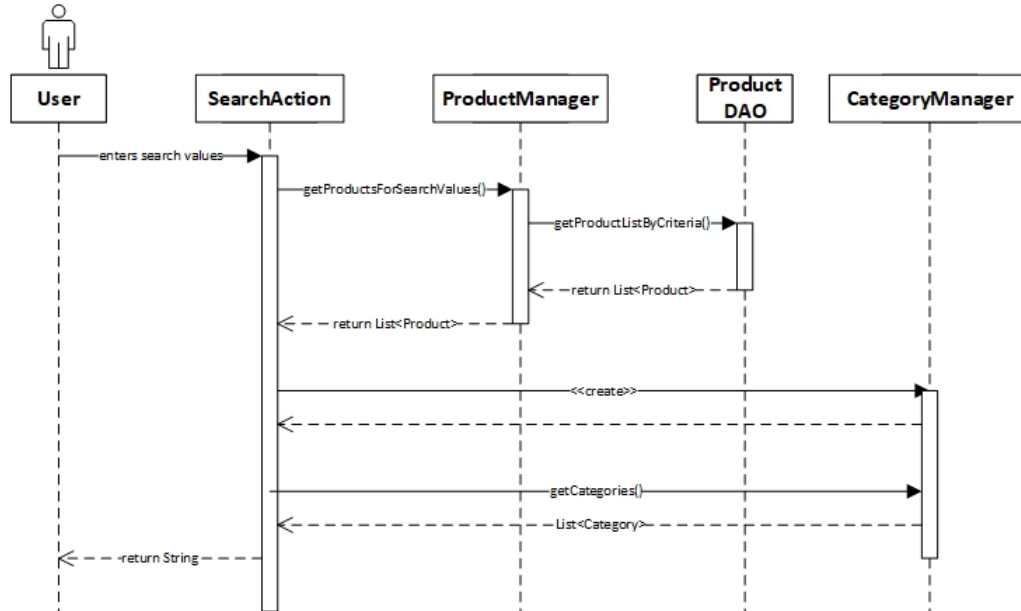 User
SearchAction
ProductManager
Product
DAO
CategoryManager
enters search values
getProductsForSearchValues()
getProductListByCriteria()
return List<Product>
return List<Product>
<<create>>
getCategories()
List<Category>
return String